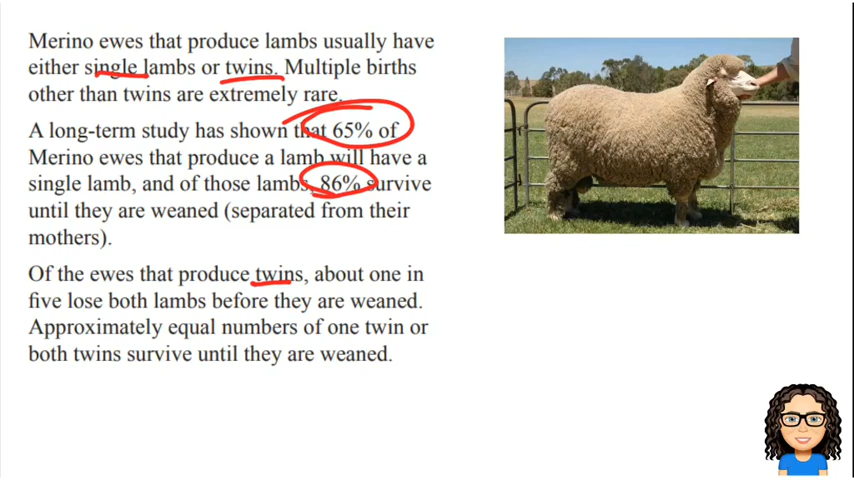 Merino ewes that produce lambs usually have
either single lambs or twins. Multiple births
other than twins are extremely rare.
A long-term study has shown that 65% of
Merino ewes that produce a lamb will have a
single lamb, and of those lambs, 86% survive
until they are weaned (separated from their
mothers).
Of the ewes that produce twins, about one in
five lose both lambs before they are weaned.
Approximately equal numbers of one twin or
both twins survive until they are weaned.